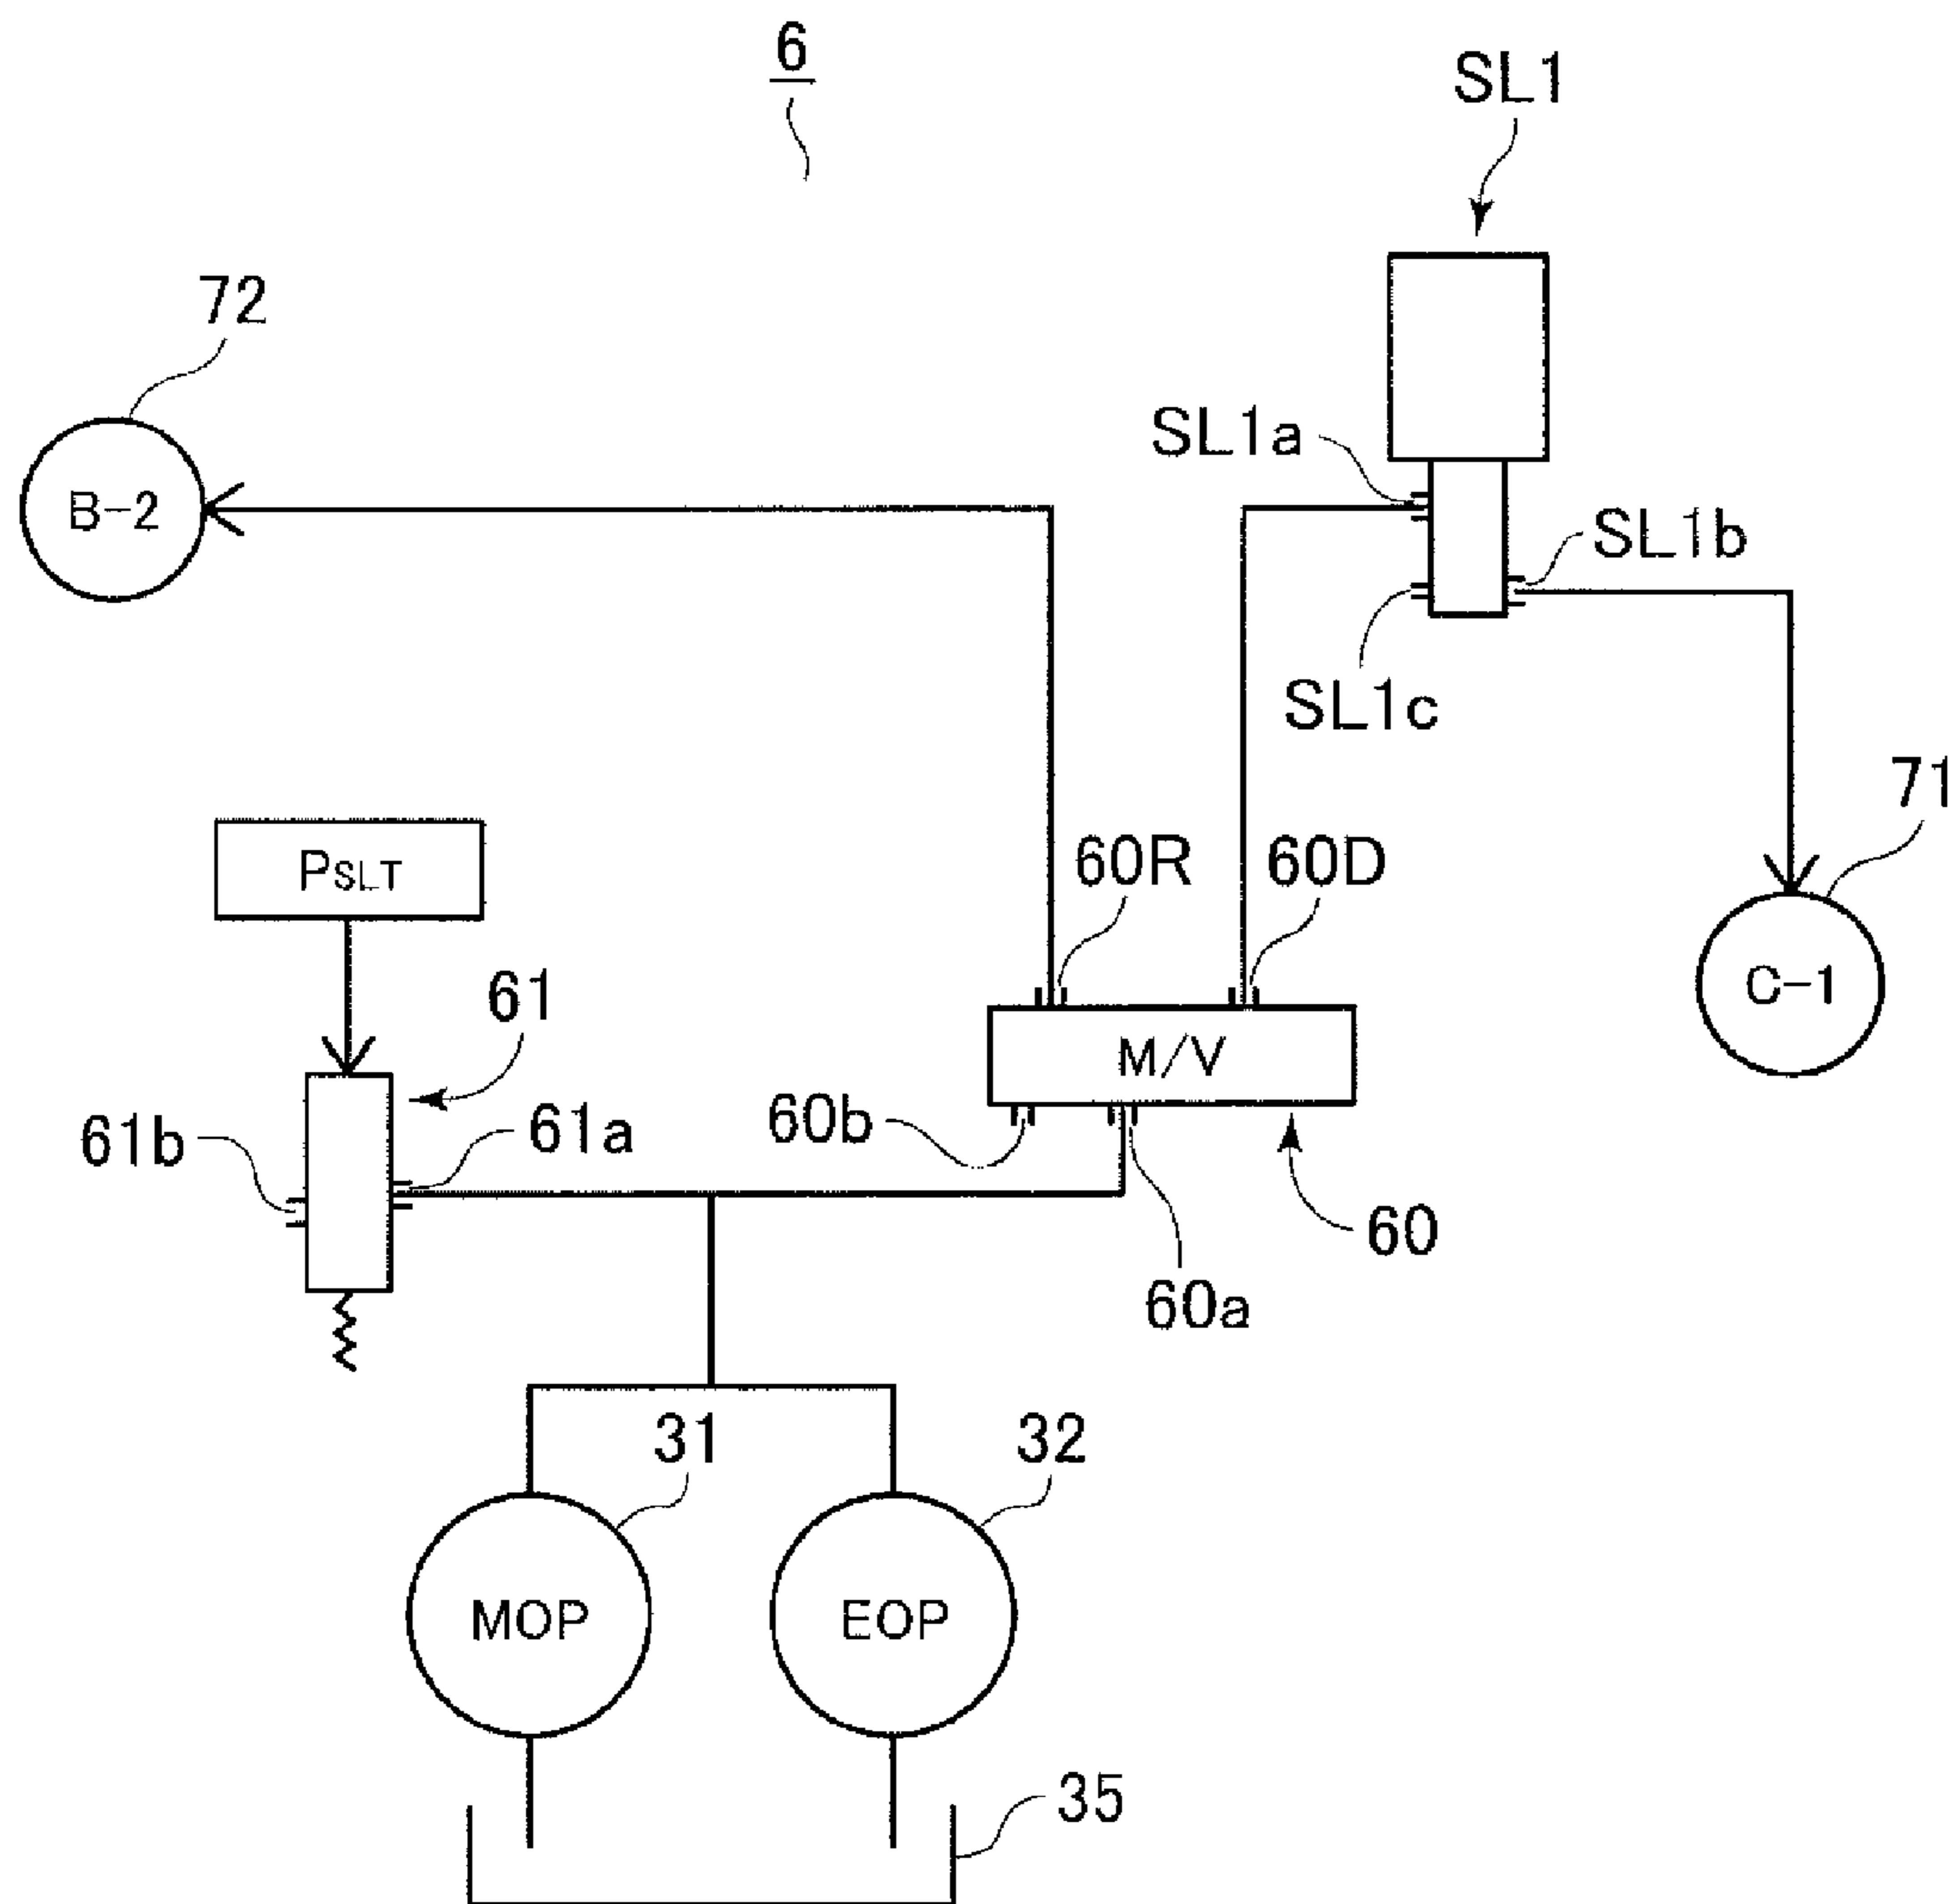 6
SL1
72
SL1a
B-2
SL1b
SL1c
71
60R
60D
PSLT
C-1
61
M/V
61b
61a
60b
60
60a
31
32
MOP
EOP
35